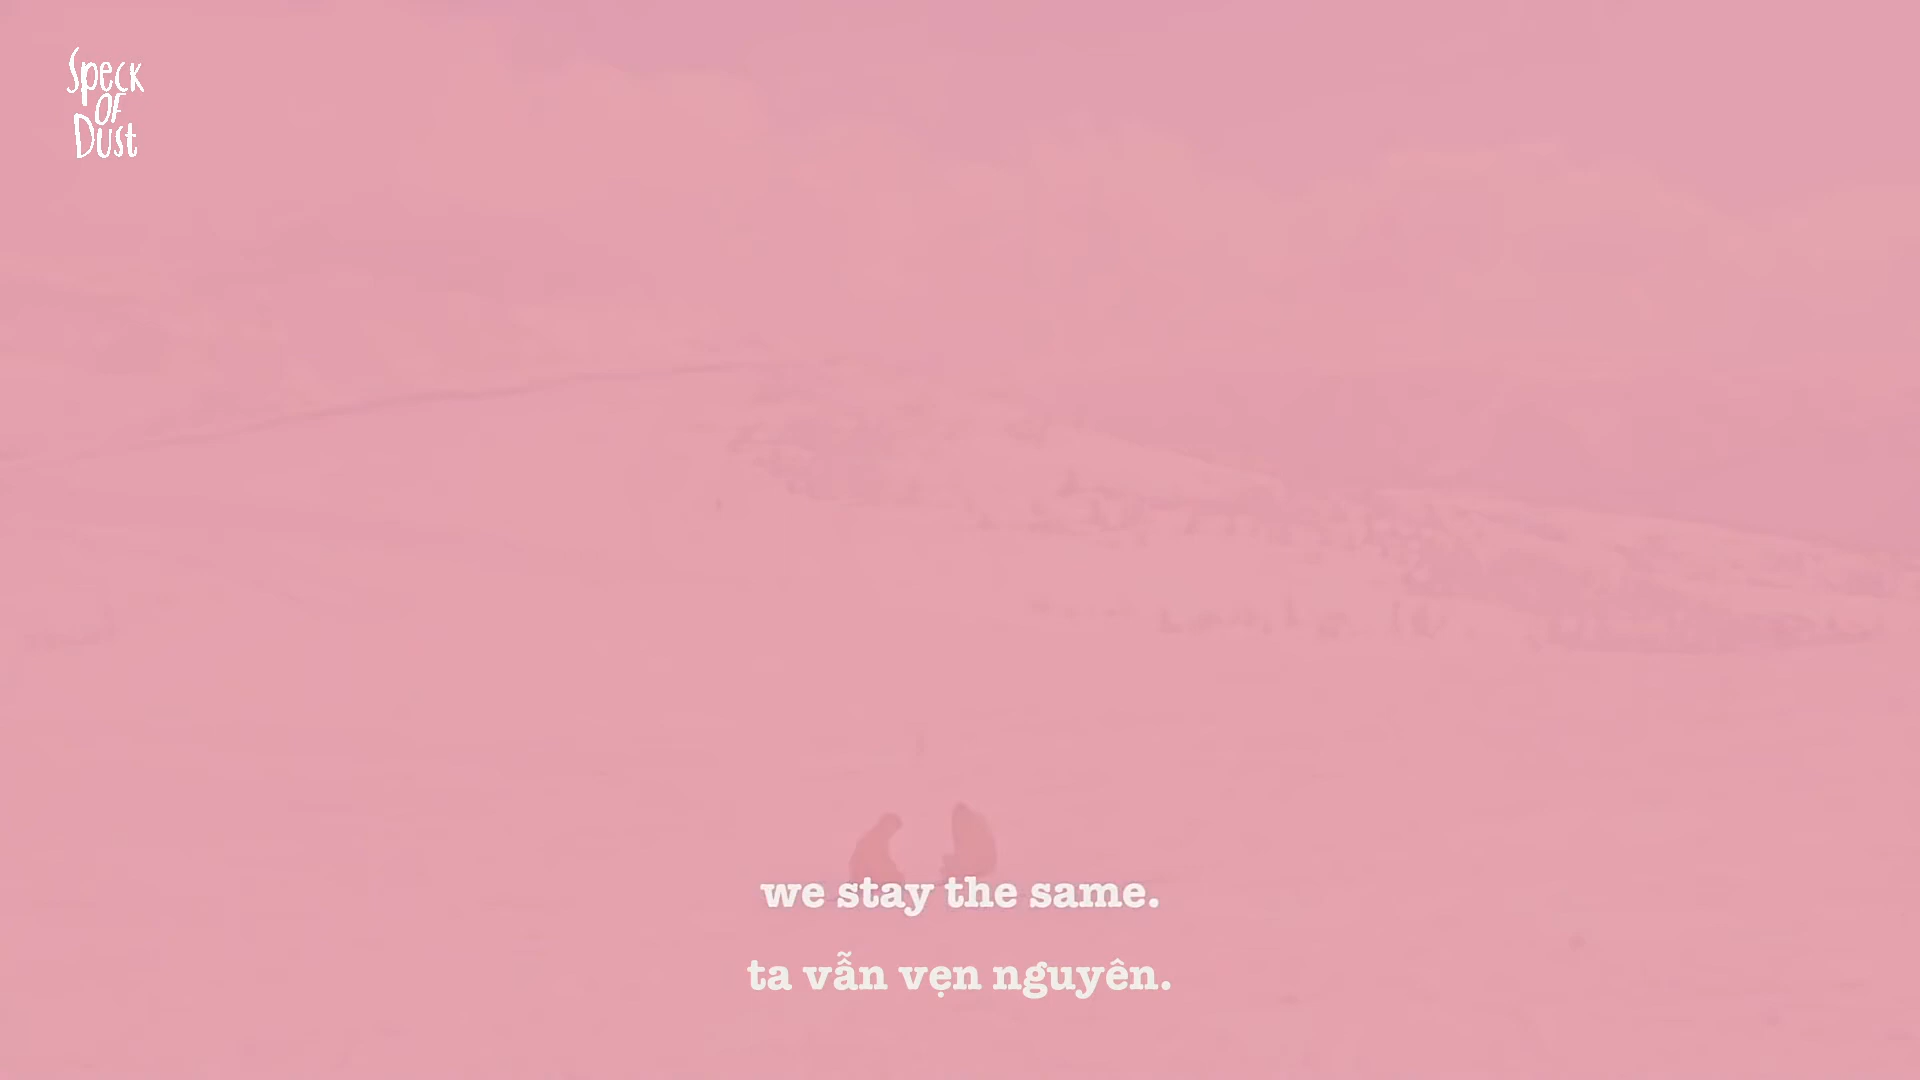 Speck
OF
Dust
we stay the same.
ta vẫn vẹn nguyên.